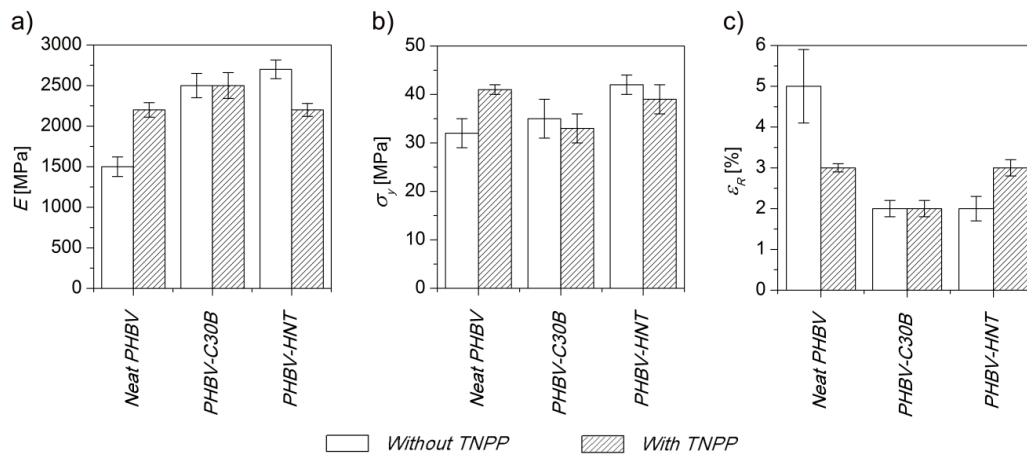 a)
3000
2500
2000
1500
1000
500
0
E [MPa]
Neat PHBV
PHBV-C30B
PHBV-HNT
b)
50
40
30
20
10
0
σy [MPa]
Neat PHBV
PHBV-C30B
PHBV-HNT
c)
6
5
4
3
2
1
0
εR [%]
Neat PHBV
PHBV-C30B
PHBV-HNT
Without TNPP
With TNPP